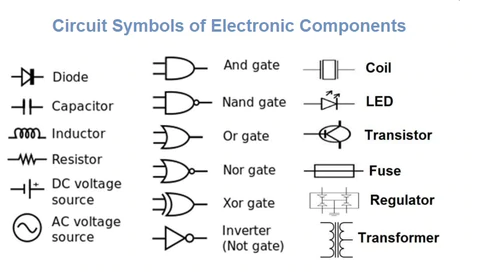 Circuit Symbols of Electronic Components
Diode
Capacitor
Inductor
Resistor
DC voltage
source
AC voltage
source
And gate
Nand gate
Or gate
Nor gate
Xor gate
Inverter
(Not gate)
Coil
LED
Transistor
Fuse
Regulator
Transformer